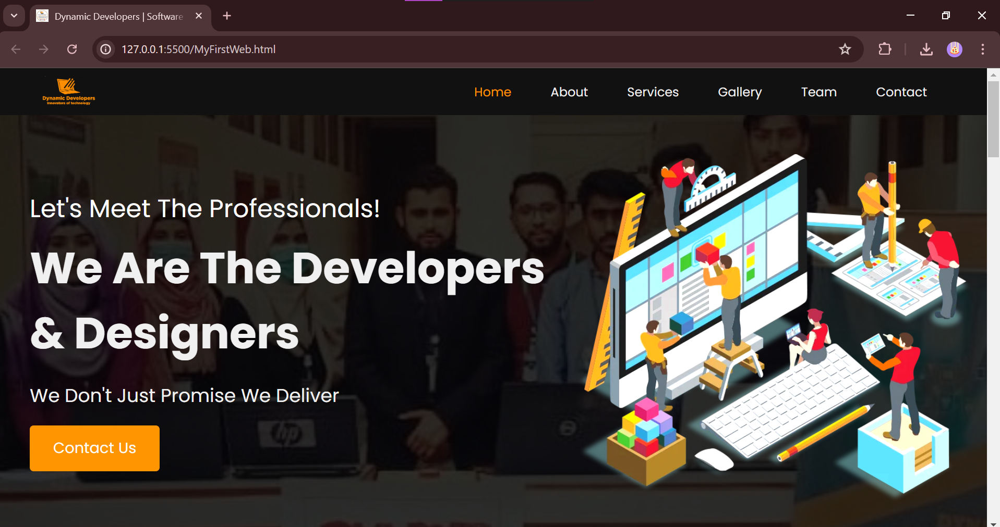 Dynamic Developers | Software
127.0.0.1:5500/MyFirstWeb.html
Dynamic Developers
Innovators of technology
Home
About
Services
Gallery
Team
Contact
Let's Meet The Professionals!
We Are The Developers
& Designers
We Don't Just Promise We Deliver
hp
Contact Us